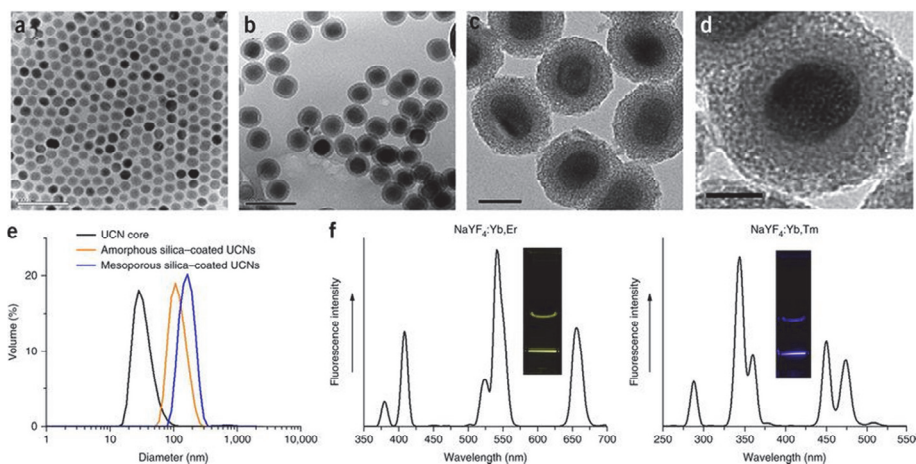 a
b
c
d
e
UCN core
Amorphous silica–coated UCNs
Mesoporous silica–coated UCNs
Volume (%)
20
10
0
1
10
100
1,000
10,000
Diameter (nm)
f
NaYF4:Yb,Er
Fluorescence intensity
350
400
450
500
550
600
650
700
Wavelength (nm)
NaYF4:Yb,Tm
Fluorescence intensity
250
300
350
400
450
500
550
Wavelength (nm)